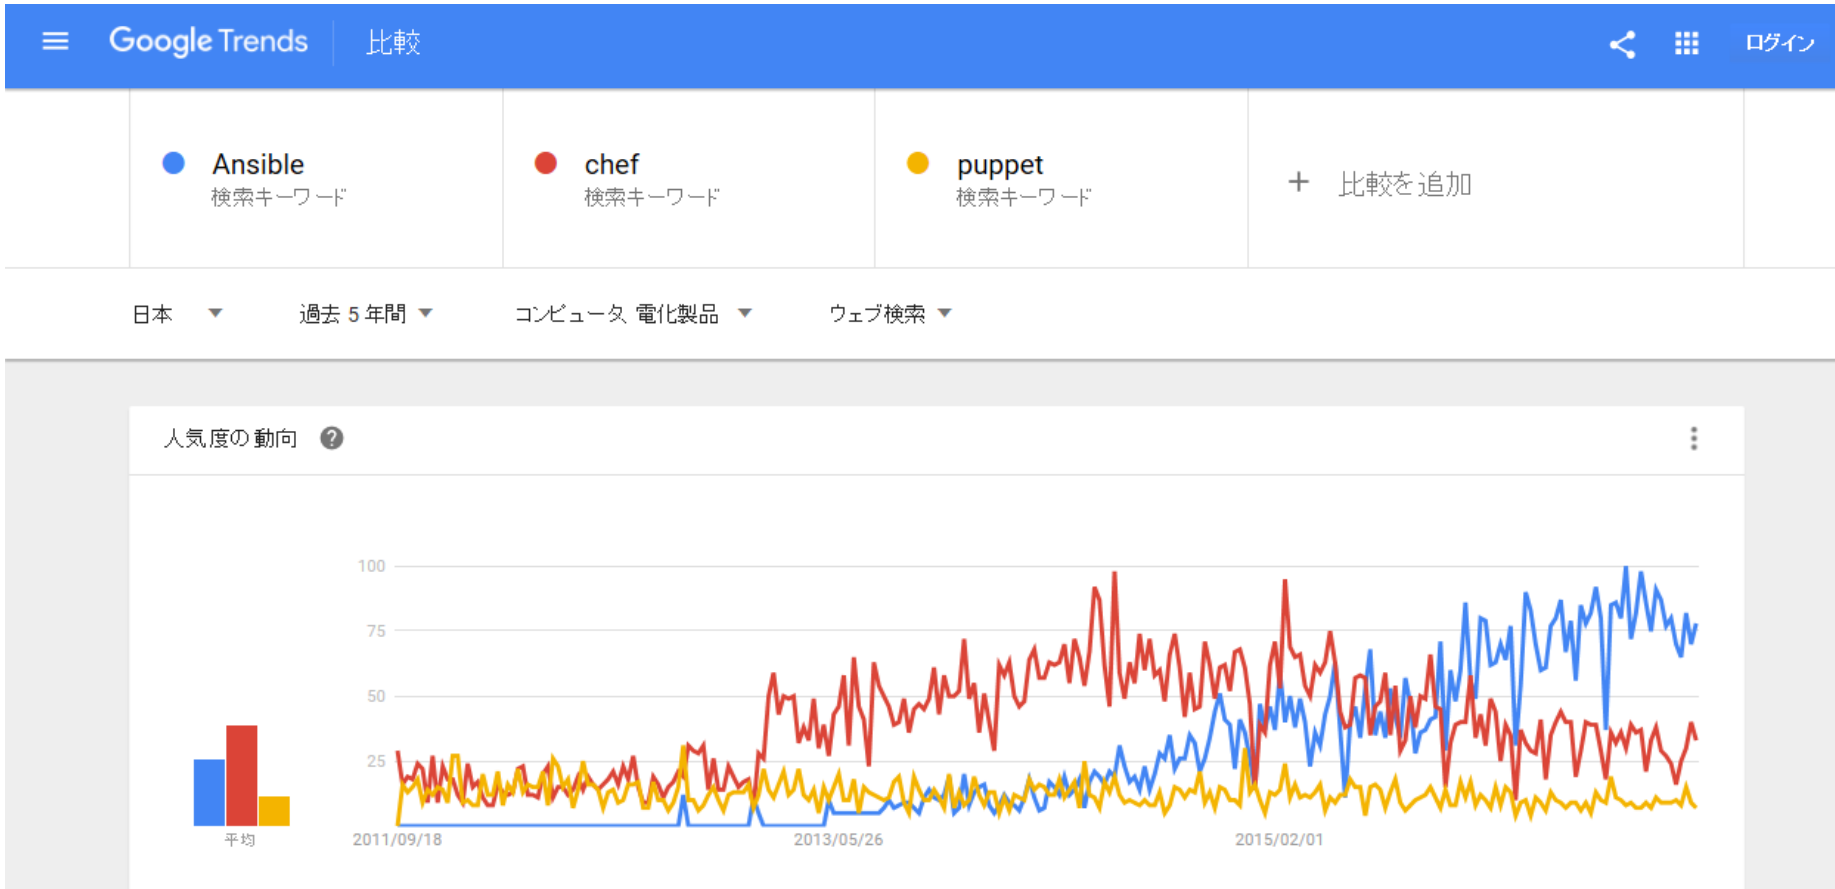 Google Trends 比較 ログイン
Ansible chef puppet
検索キーワード 検索キーワード 検索キーワード + 比較を追加
日本 過去 5 年間 コンピュータ、電化製品 ウェブ検索
人気度の動向 ?
100
75
50
25
平均 2011/09/18 2013/05/26 2015/02/01